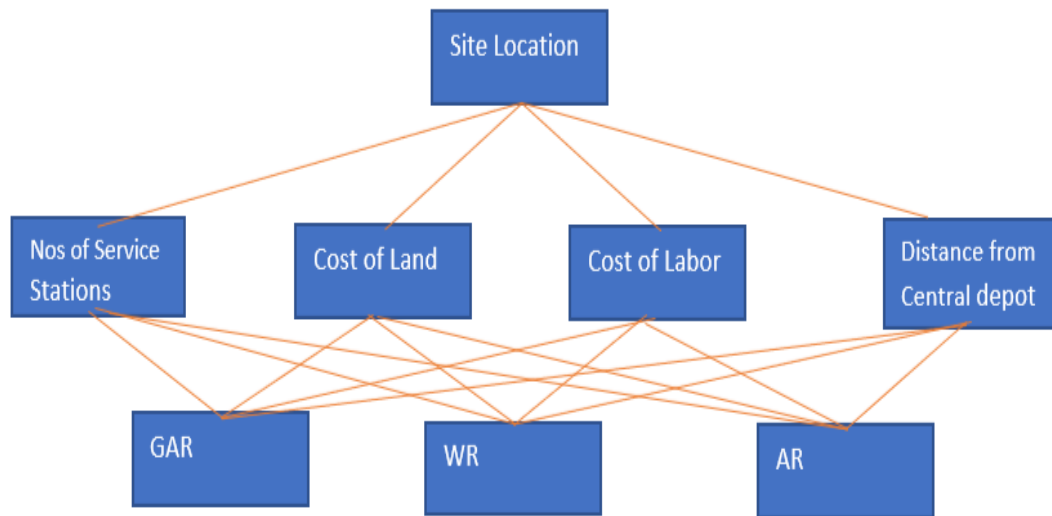 Site Location
Nos of Service
Stations
Cost of Land
Cost of Labor
Distance from
Central depot
GAR
WR
AR